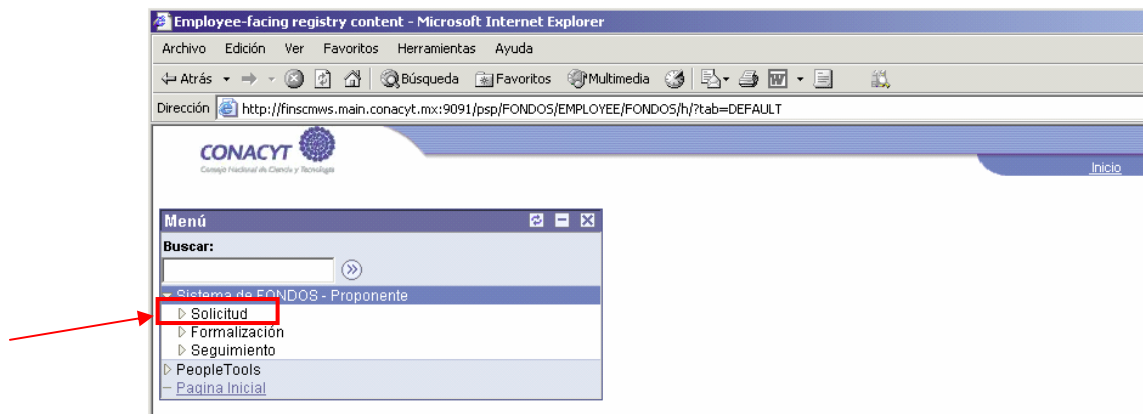 Employee-facing registry content - Microsoft Internet Explorer
Archivo Edición Ver Favoritos Herramientas Ayuda
Atrás Búsqueda Favoritos Multimedia
Dirección http://finscmws.main.conacyt.mx:9091/psp/FONDOS/EMPLOYEE/FONDOS/h/?tab=DEFAULT
CONACYT
Consejo Nacional de Ciencia y Tecnología
Inicio
Menú
Buscar:
Sistema de FONDOS - Proponente
Solicitud
Formalización
Seguimiento
PeopleTools
Pagina Inicial